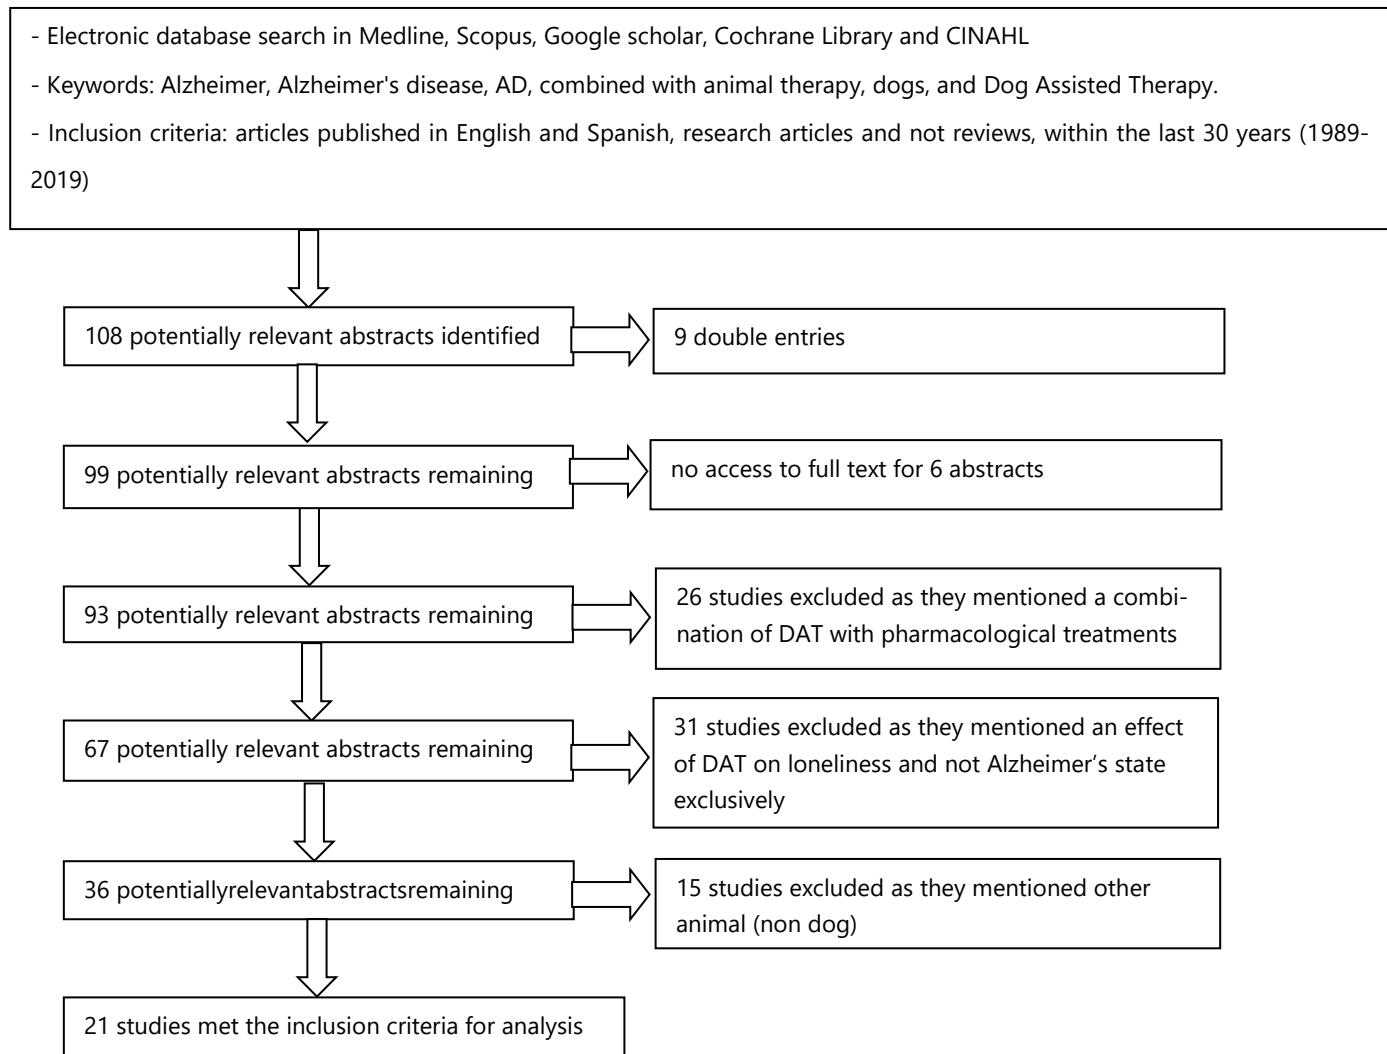 - Electronic database search in Medline, Scopus, Google scholar, Cochrane Library and CINAHL
- Keywords: Alzheimer, Alzheimer's disease, AD, combined with animal therapy, dogs, and Dog Assisted Therapy.
- Inclusion criteria: articles published in English and Spanish, research articles and not reviews, within the last 30 years (1989-
2019)
108 potentially relevant abstracts identified
9 double entries
99 potentially relevant abstracts remaining
no access to full text for 6 abstracts
93 potentially relevant abstracts remaining
26 studies excluded as they mentioned a combi-
nation of DAT with pharmacological treatments
67 potentially relevant abstracts remaining
31 studies excluded as they mentioned an effect
of DAT on loneliness and not Alzheimer’s state
exclusively
36 potentiallyrelevantabstractsremaining
15 studies excluded as they mentioned other
animal (non dog)
21 studies met the inclusion criteria for analysis